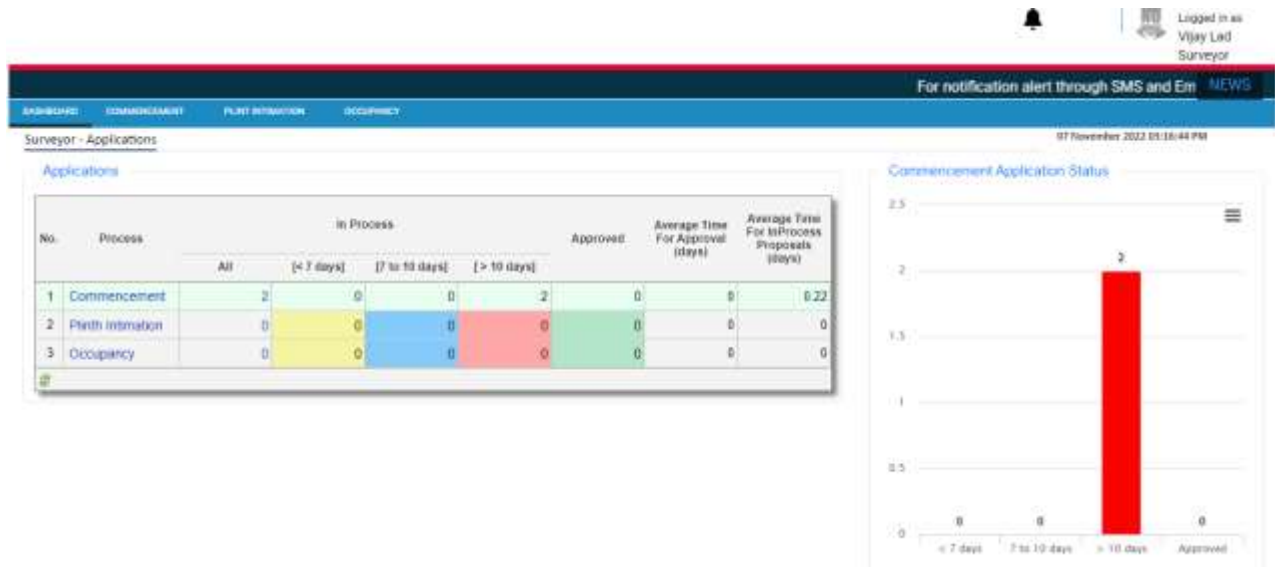 Logged in as
Vijay Lad
Surveyor
For notification alert through SMS and Em NEWS
DASHBOARD COMMENCEMENT PLINT INTIMATION OCCUPANCY
Surveyor - Applications
07 November 2022 05:16:44 PM
Applications
No. Process In Process Approved Average Time For Approval (days) Average Time For InProcess Proposals (days)
All [< 7 days] [7 to 10 days] [ > 10 days]
1 Commencement 2 0 0 2 0 0 0.22
2 Plinth Intimation 0 0 0 0 0 0 0
3 Occupancy 0 0 0 0 0 0 0
Commencement Application Status
2.5
2
2
1.5
1
0.5
0 0 0
0
< 7 days 7 to 10 days > 10 days Approved